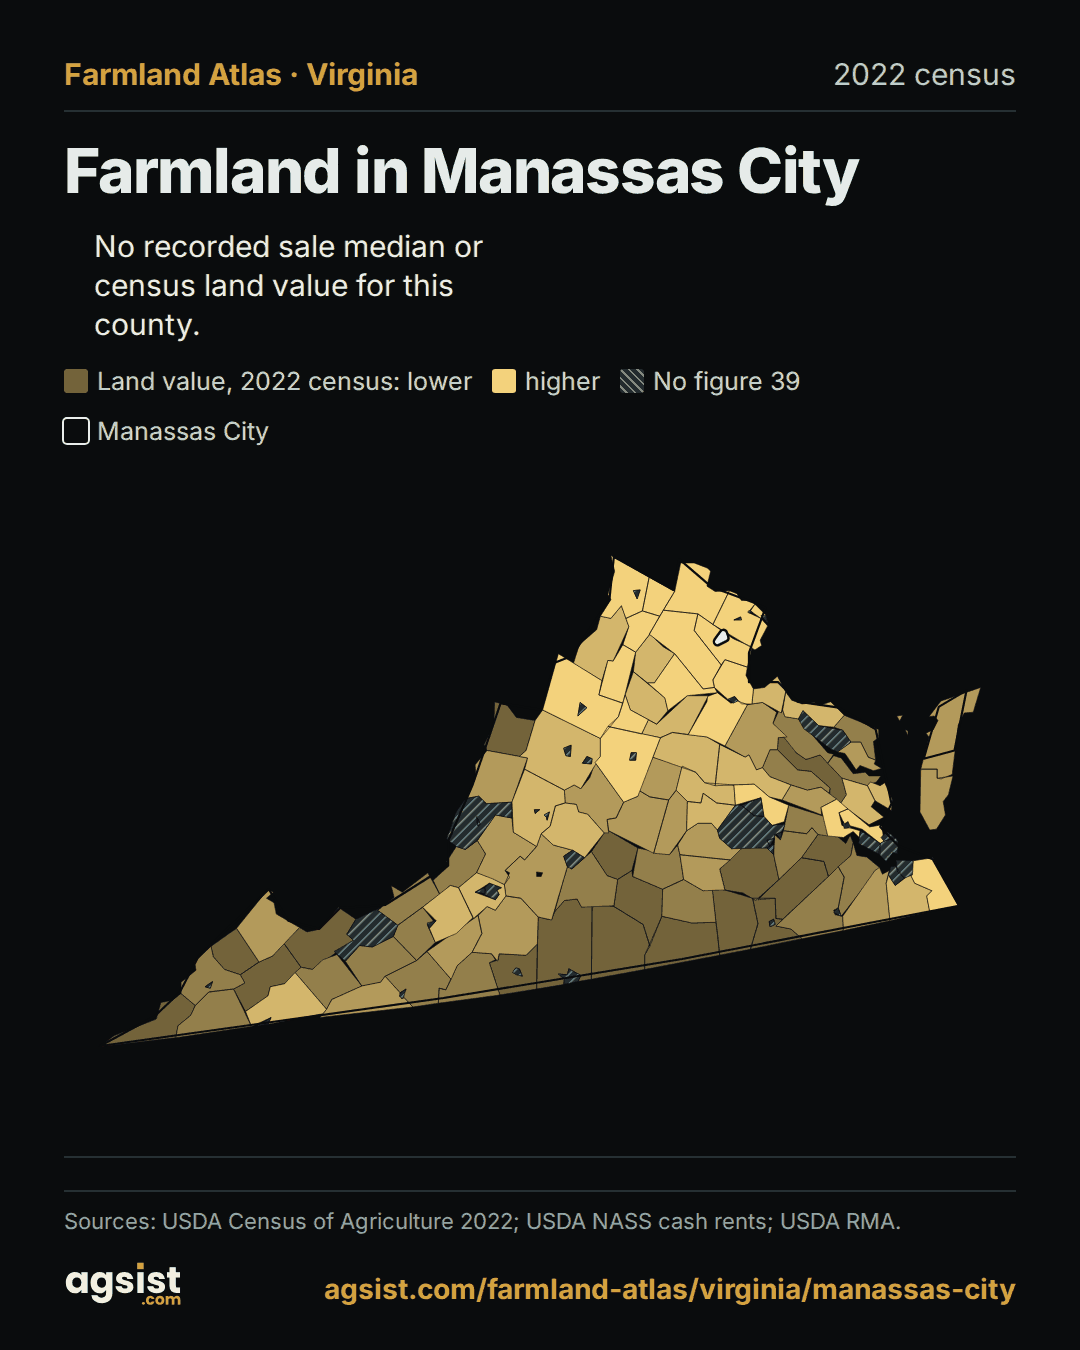 Farmland Atlas · Virginia
2022 census
Farmland in Manassas City
No recorded sale median or
census land value for this
county.
Land value, 2022 census: lower higher No figure 39
Manassas City
Sources: USDA Census of Agriculture 2022; USDA NASS cash rents; USDA RMA.
agsist
.com
agsist.com/farmland-atlas/virginia/manassas-city